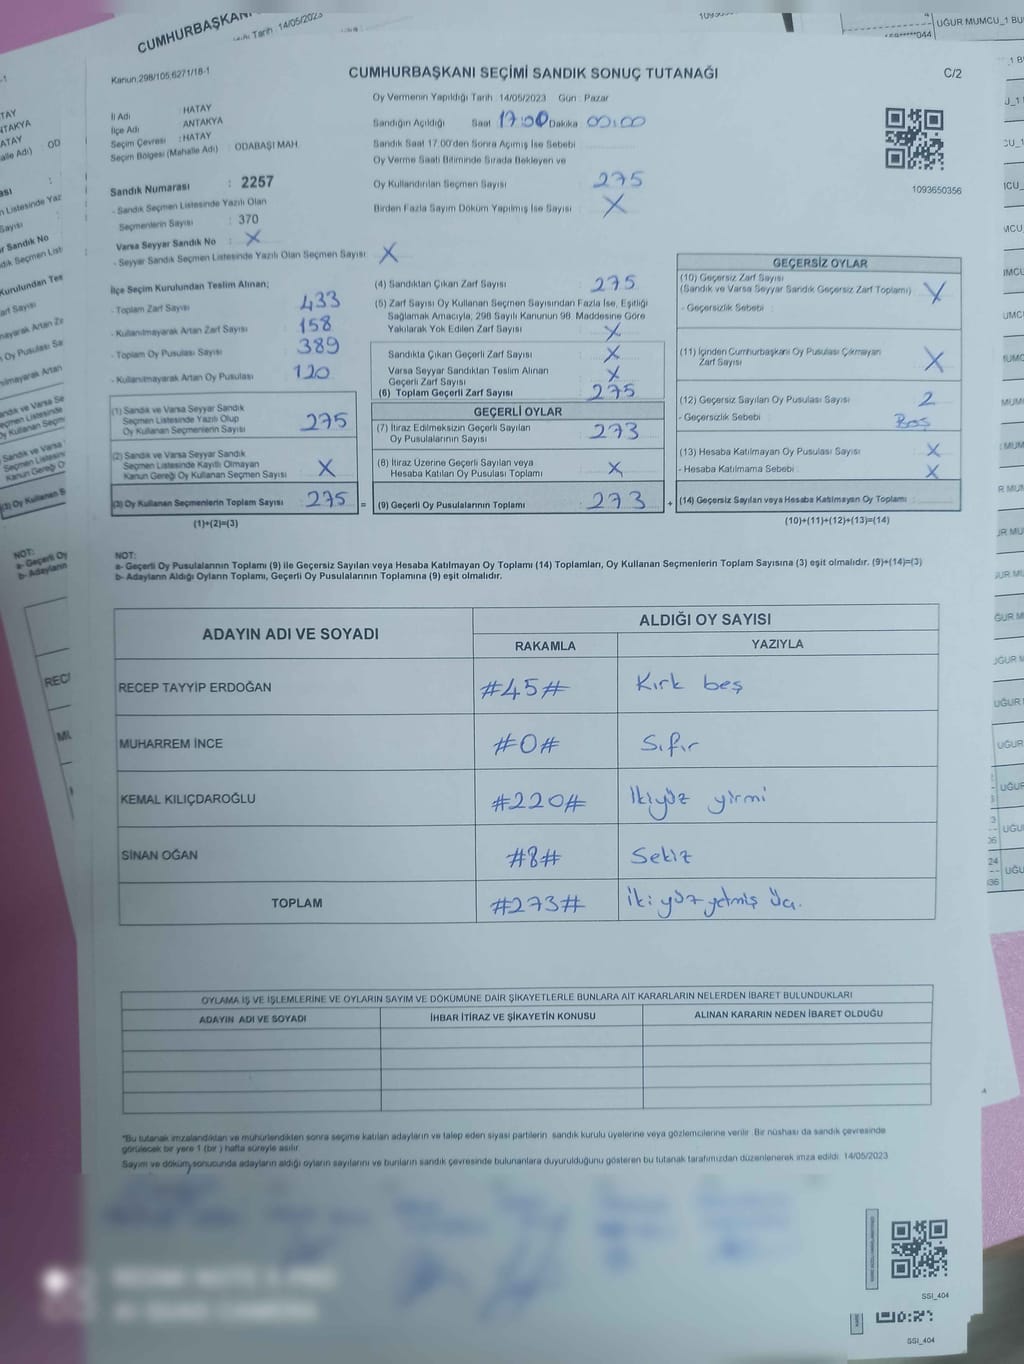 CUMHURBAŞKANI SEÇİMİ SANDIK SONUÇ TUTANAĞI
C/2
Kanun:298/105;6271/18-1
Oy Vermenin Yapıldığı Tarih :14/05/2023 Gün : Pazar
İl Adı : HATAY
İlçe Adı : ANTAKYA
Seçim Çevresi : HATAY
Seçim Bölgesi (Mahalle Adı) : ODABAŞI MAH.
Sandığın Açıldığı Saat 17:00 Dakika 00:00
Sandık Saat 17.00'den Sonra Açımış İse Sebebi
Oy Verme Saati Bitiminde Sırada Bekleyen ve
Oy Kullandırılan Seçmen Sayısı : 275
Birden Fazla Sayım Döküm Yapılmış İse Sayısı : X
1093650356
Sandık Numarası : 2257
- Sandık Seçmen Listesinde Yazılı Olan
Seçmenlerin Sayısı : 370
Varsa Seyyar Sandık No : X
- Seyyar Sandık Seçmen Listesinde Yazılı Olan Seçmen Sayısı: X
İlçe Seçim Kurulundan Teslim Alınan;
- Toplam Zarf Sayısı : 433
- Kullanılmayarak Artan Zarf Sayısı : 158
- Toplam Oy Pusulası Sayısı : 389
- Kullanılmayarak Artan Oy Pusulası : 120
(1) Sandık ve Varsa Seyyar Sandık
Seçmen Listesinde Yazılı Olup
Oy Kullanan Seçmenlerin Sayısı : 275
(2) Sandık ve Varsa Seyyar Sandık
Seçmen Listesinde Kayıtlı Olmayan
Kanun Gereği Oy Kullanan Seçmen Sayısı : X
(3) Oy Kullanan Seçmenlerin Toplam Sayısı : 275 =
(1)+(2)=(3)
(4) Sandıktan Çıkan Zarf Sayısı : 275
(5) Zarf Sayısı Oy Kullanan Seçmen Sayısından Fazla İse, Eşitliği
Sağlamak Amacıyla, 298 Sayılı Kanunun 98. Maddesine Göre
Yakılarak Yok Edilen Zarf Sayısı : X
Sandıkta Çıkan Geçerli Zarf Sayısı : X
Varsa Seyyar Sandıktan Teslim Alınan
Geçerli Zarf Sayısı : X
(6) Toplam Geçerli Zarf Sayısı : 275
GEÇERLİ OYLAR
(7) İtiraz Edilmeksizin Geçerli Sayılan
Oy Pusulalarının Sayısı : 273
(8) İtiraz Üzerine Geçerli Sayılan veya
Hesaba Katılan Oy Pusulaları Toplamı : X
(9) Geçerli Oy Pusulalarının Toplamı : 273 +
GEÇERSİZ OYLAR
(10) Geçersiz Zarf Sayısı
(Sandık ve Varsa Seyyar Sandık Geçersiz Zarf Toplamı) : X
- Geçersizlik Sebebi :
(11) İçinden Cumhurbaşkanı Oy Pusulası Çıkmayan
Zarf Sayısı : X
(12) Geçersiz Sayılan Oy Pusulası Sayısı : 2
- Geçersizlik Sebebi : Boş
(13) Hesaba Katılmayan Oy Pusulası Sayısı : X
- Hesaba Katılmama Sebebi : X
(14) Geçersiz Sayılan veya Hesaba Katılmayan Oy Toplamı :
(10)+(11)+(12)+(13)=(14)
NOT:
a- Geçerli Oy Pusulalarının Toplamı (9) ile Geçersiz Sayılan veya Hesaba Katılmayan Oy Toplamı (14) Toplamları, Oy Kullanan Seçmenlerin Toplam Sayısına (3) eşit olmalıdır. (9)+(14)=(3)
b- Adayların Aldığı Oyların Toplamı, Geçerli Oy Pusulalarının Toplamına (9) eşit olmalıdır.
ADAYIN ADI VE SOYADI
ALDIĞI OY SAYISI
RAKAMLA YAZIYLA
RECEP TAYYİP ERDOĞAN #45# Kırk beş
MUHARREM İNCE #0# Sıfır
KEMAL KILIÇDAROĞLU #220# İkiyüz yirmi
SİNAN OĞAN #8# Sekiz
TOPLAM #273# İki yüz yetmiş üç.
OYLAMA İŞ VE İŞLEMLERİNE VE OYLARIN SAYIM VE DÖKÜMÜNE DAİR ŞİKAYETLERLE BUNLARA AİT KARARLARIN NELERDEN İBARET BULUNDUKLARI
ADAYIN ADI VE SOYADI İHBAR İTİRAZ VE ŞİKAYETİN KONUSU ALINAN KARARIN NEDEN İBARET OLDUĞU
*Bu tutanak imzalandıktan ve mühürlendikten sonra seçime katılan adayların ve talep eden siyasi partilerin sandık kurulu üyelerine veya gözlemcilerine verilir. Bir nüshası da sandık çevresinde
görülecek bir yere 1 (bir) hafta süreyle asılır.
Sayım ve döküm sonucunda adayların aldığı oyların sayılarını ve bunların sandık çevresinde bulunanlara duyurulduğunu gösteren bu tutanak tarafımızdan düzenlenerek imza edildi. 14/05/2023
SSI_404
SSI_404